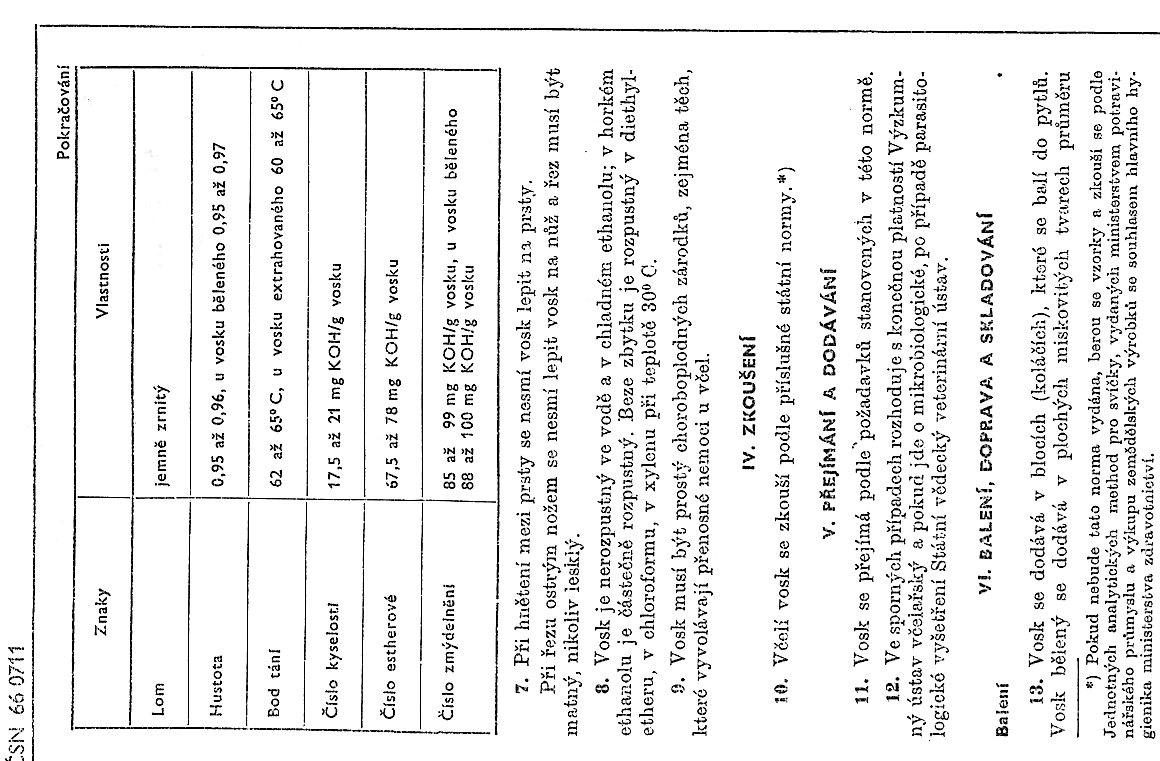 ČSN 66 0711
Pokračování
Znaky Vlastnosti
Lom jemně zrnitý
Hustota 0,95 až 0,96, u vosku běleného 0,95 až 0,97
Bod tání 62 až 65° C, u vosku extrahovaného 60 až 65° C
Číslo kyselosti 17,5 až 21 mg KOH/g vosku
Číslo estherové 67,5 až 78 mg KOH/g vosku
Číslo zmýdelnění 85 až 99 mg KOH/g vosku, u vosku běleného
88 až 100 mg KOH/g vosku
7. Při hnětení mezi prsty se nesmí vosk lepit na prsty.
Při řezu ostrým nožem se nesmí lepit vosk na nůž a řez musí být
matný, nikoliv lesklý.
8. Vosk je nerozpustný ve vodě a v chladném ethanolu; v horkém
ethanolu je částečně rozpustný. Beze zbytku je rozpustný v diethyl-
etheru, v chloroformu, v xylenu při teplotě 30° C.
9. Vosk musí být prostý choroboplodných zárodků, zejména těch,
které vyvolávají přenosné nemoci u včel.
IV. ZKOUŠENÍ
10. Včelí vosk se zkouší podle příslušné státní normy.*)
V. PŘEJÍMÁNÍ A DODÁVÁNÍ
11. Vosk se přejímá podle požadavků stanovených v této normě.
12. Ve sporných případech rozhoduje s konečnou platností Výzkum-
ný ústav včelařský a pokud jde o mikrobiologické, po případě parasito-
logické vyšetření Státní vědecký veterinární ústav.
VI. BALENÍ, DOPRAVA A SKLADOVÁNÍ
Balení
13. Vosk se dodává v blocích (koláčích), které se balí do pytlů.
Vosk bělený se dodává v plochých miskovitých tvarech průměru
*) Pokud nebude tato norma vydána, berou se vzorky a zkouší se podle
Jednotných analytických method pro svíčky, vydaných ministerstvem potravi-
nářského průmyslu a výkupu zemědělských výrobků se souhlasem hlavního hy-
gienika ministerstva zdravotnictví.